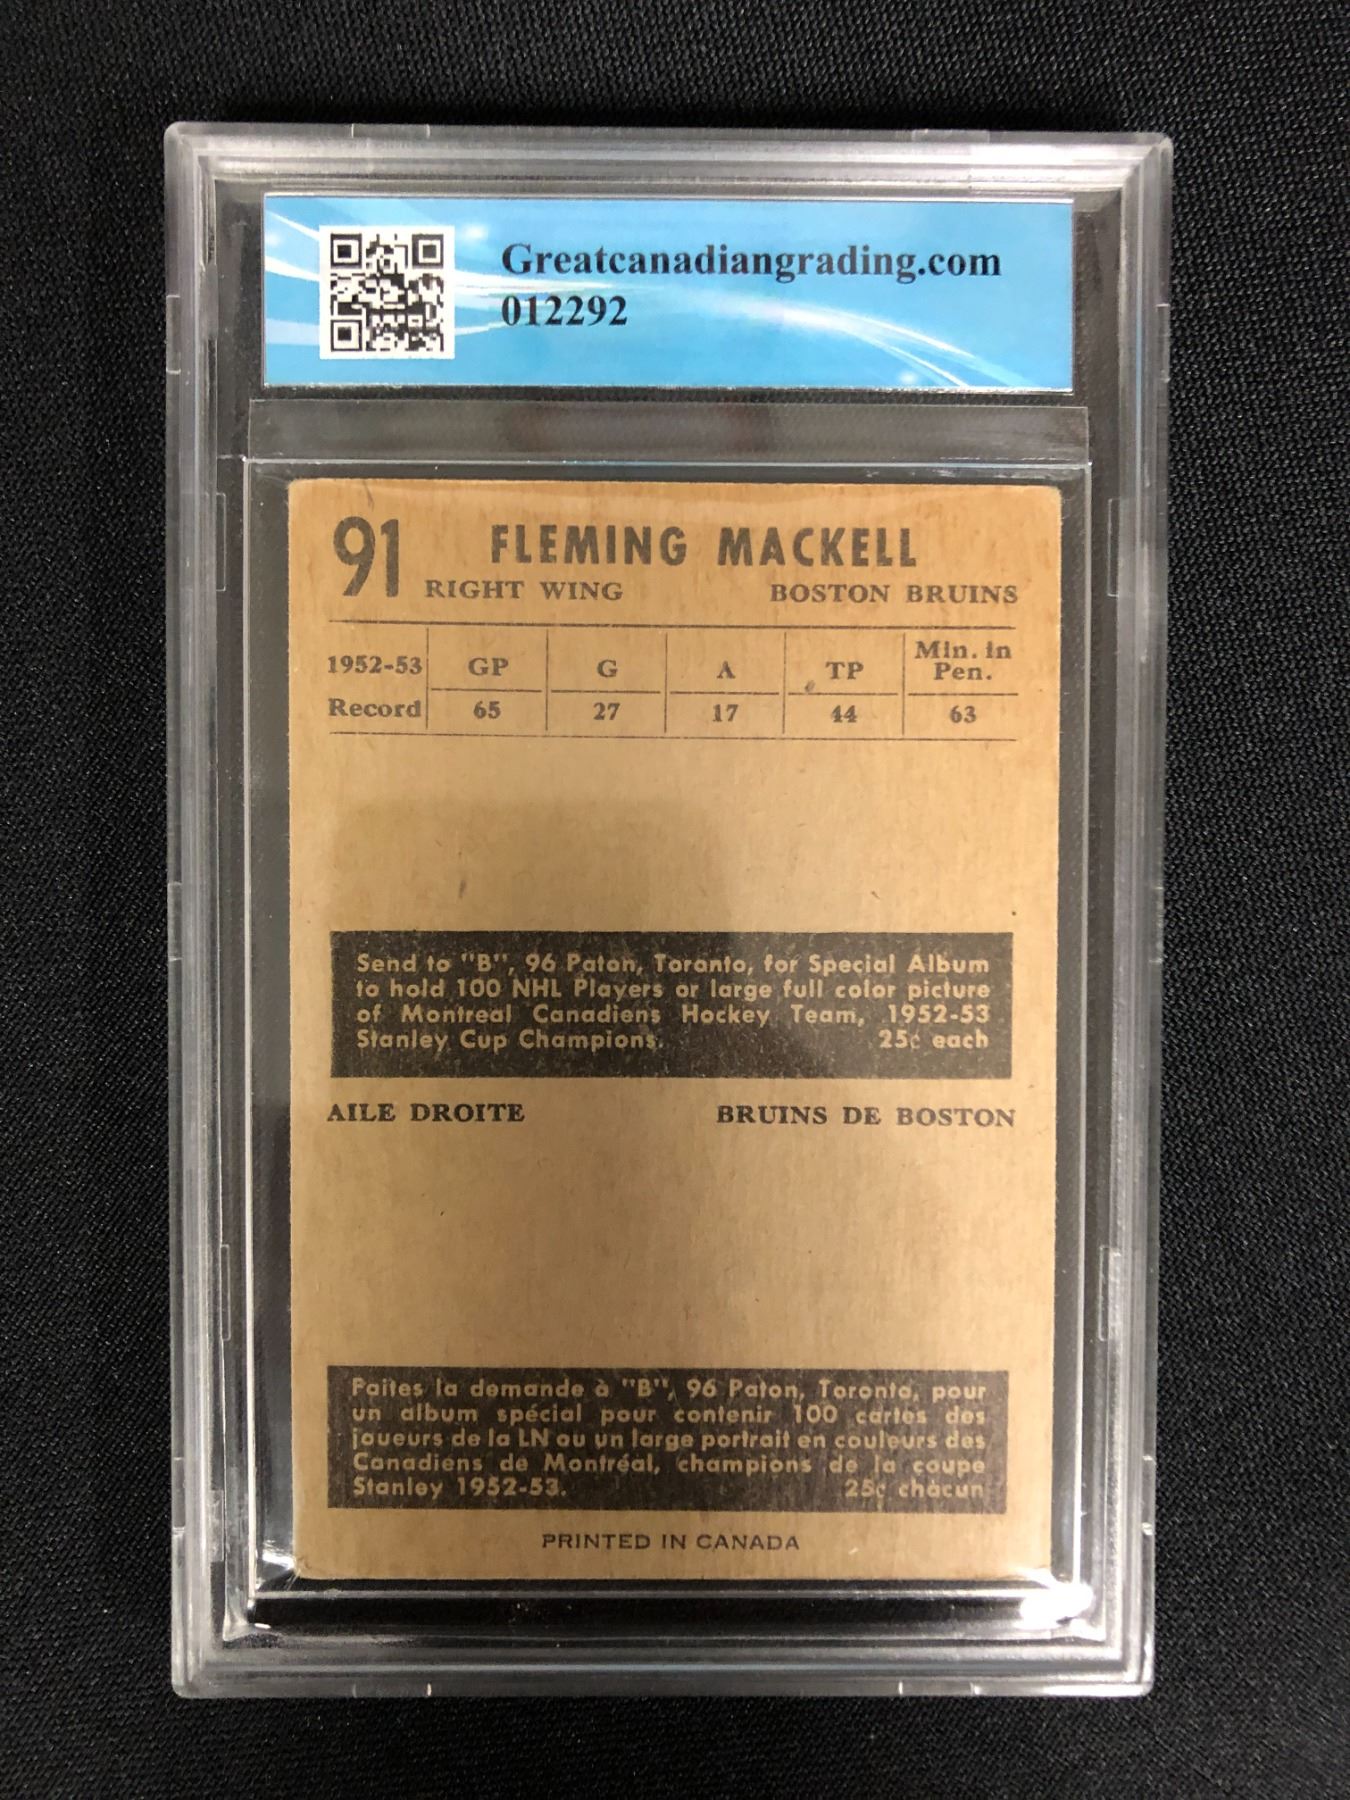 Greatcanadiangrading.com
012292
91 FLEMING MACKELL
RIGHT WING BOSTON BRUINS
1952-53 GP G A TP Min. in Pen.
Record 65 27 17 44 63
Send to "B", 96 Paton, Toronto, for Special Album
to hold 100 NHL Players or large full color picture
of Montreal Canadiens Hockey Team, 1952-53
Stanley Cup Champions. 25¢ each
AILE DROITE BRUINS DE BOSTON
Faites la demande à "B", 96 Paton, Toronto, pour
un album spécial pour contenir 100 cartes des
joueurs de la LN ou un large portrait en couleurs des
Canadiens de Montréal, champions de la coupe
Stanley 1952-53. 25¢ chacun
PRINTED IN CANADA